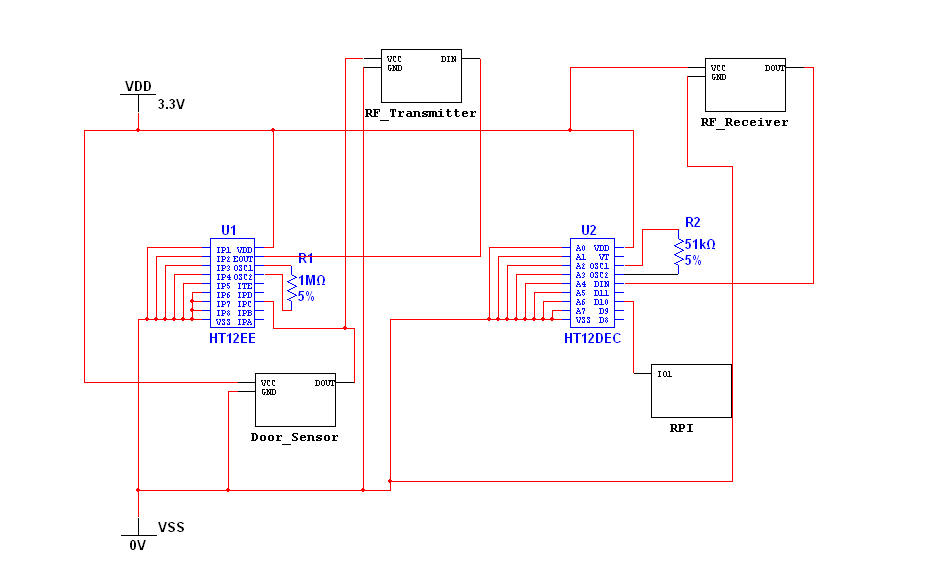 VCC DIN
GND
RF_Transmitter
VCC DOUT
GND
RF_Receiver
VDD
3.3V
U1
IP1 VDD
IP2 EOUT
IP3 OSC1
IP4 OSC2
IP5 ITE
IP6 IPD
IP7 IPC
IP8 IPB
VSS IPA
HT12EE
R1
1MΩ
5%
U2
A0 VDD
A1 VT
A2 OSC1
A3 OSC2
A4 DIN
A5 D11
A6 D10
A7 D9
VSS D8
HT12DEC
R2
51kΩ
5%
VCC DOUT
GND
Door_Sensor
IO1
RPI
VSS
0V